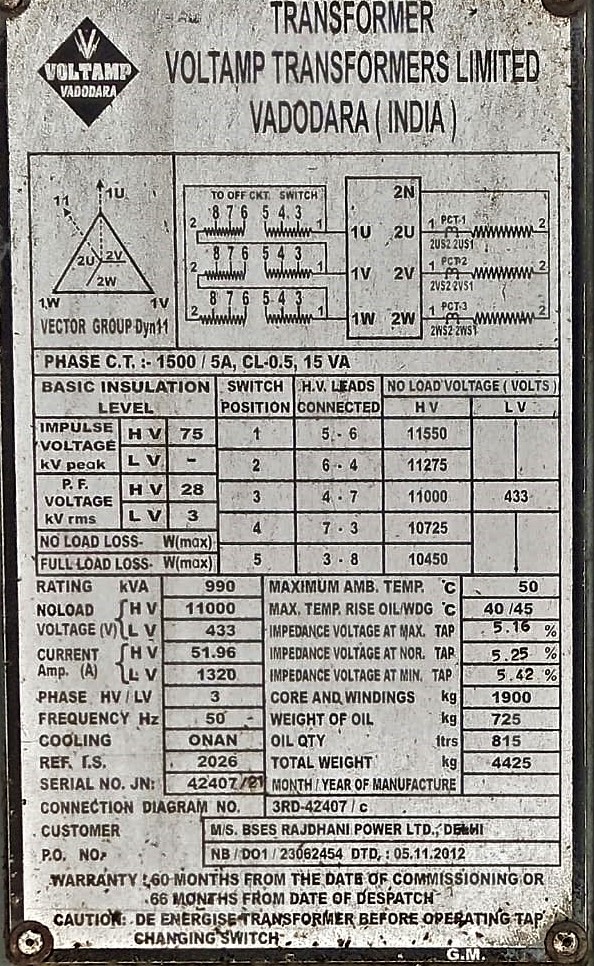 TRANSFORMER
VOLTAMP
VADODARA
VOLTAMP TRANSFORMERS LIMITED
VADODARA ( INDIA )
11 1U
2U 2V
2W
1W 1V
VECTOR GROUP Dyn11
TO OFF CKT. SWITCH
2 8 7 6 5 4 3 1
2 8 7 6 5 4 3 1
2 8 7 6 5 4 3 1
2N
1U 2U
1V 2V
1W 2W
1 PCT-1 2
2US2 2US1
1 PCT-2 2
2VS2 2VS1
1 PCT-3 2
2WS2 2WS1
PHASE C.T. :- 1500 / 5A, CL-0.5, 15 VA
BASIC INSULATION LEVEL
IMPULSE VOLTAGE kV peak H V 75
L V -
P. F. VOLTAGE kV rms H V 28
L V 3
NO LOAD LOSS- W(max)
FULL LOAD LOSS- W(max)
SWITCH POSITION H.V. LEADS CONNECTED NO LOAD VOLTAGE ( VOLTS )
H V L V
1 5 - 6 11550
2 6 - 4 11275
3 4 - 7 11000 433
4 7 - 3 10725
5 3 - 8 10450
RATING kVA 990 MAXIMUM AMB. TEMP. °C 50
NOLOAD VOLTAGE (V) H V 11000 MAX. TEMP. RISE OIL/WDG °C 40 /45
L V 433 IMPEDANCE VOLTAGE AT MAX. TAP 5.16 %
CURRENT Amp. (A) H V 51.96 IMPEDANCE VOLTAGE AT NOR. TAP 5.25 %
L V 1320 IMPEDANCE VOLTAGE AT MIN. TAP 5.42 %
PHASE HV / LV 3 CORE AND WINDINGS kg 1900
FREQUENCY Hz 50 WEIGHT OF OIL kg 725
COOLING ONAN OIL QTY ltrs 815
REF. I.S. 2026 TOTAL WEIGHT kg 4425
SERIAL NO. JN: 42407/21 MONTH / YEAR OF MANUFACTURE
CONNECTION DIAGRAM NO. 3RD-42407 / c
CUSTOMER M/S. BSES RAJDHANI POWER LTD., DELHI
P.O. NO. NB / DO1 / 23062454 DTD, : 05.11.2012
WARRANTY : 60 MONTHS FROM THE DATE OF COMMISSIONING OR
66 MONTHS FROM DATE OF DESPATCH
CAUTION: DE ENERGISE TRANSFORMER BEFORE OPERATING TAP
CHANGING SWITCH
G.M.